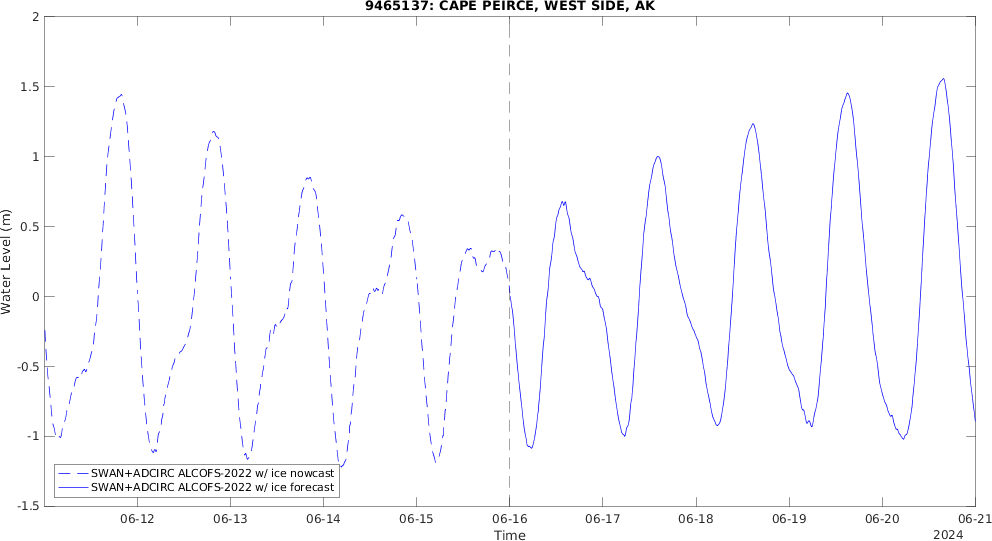 9465137: CAPE PEIRCE, WEST SIDE, AK
2
1.5
1
0.5
0
-0.5
-1
-1.5
Water Level (m)
SWAN+ADCIRC ALCOFS-2022 w/ ice nowcast
SWAN+ADCIRC ALCOFS-2022 w/ ice forecast
06-12 06-13 06-14 06-15 06-16 06-17 06-18 06-19 06-20 06-21
Time
2024